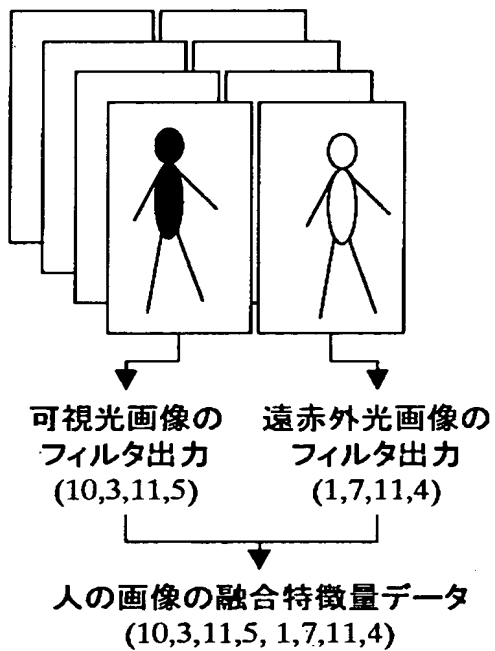 可視光画像の
フィルタ出力
(10,3,11,5)
遠赤外光画像の
フィルタ出力
(1,7,11,4)
人の画像の融合特徴量データ
(10,3,11,5, 1,7,11,4)